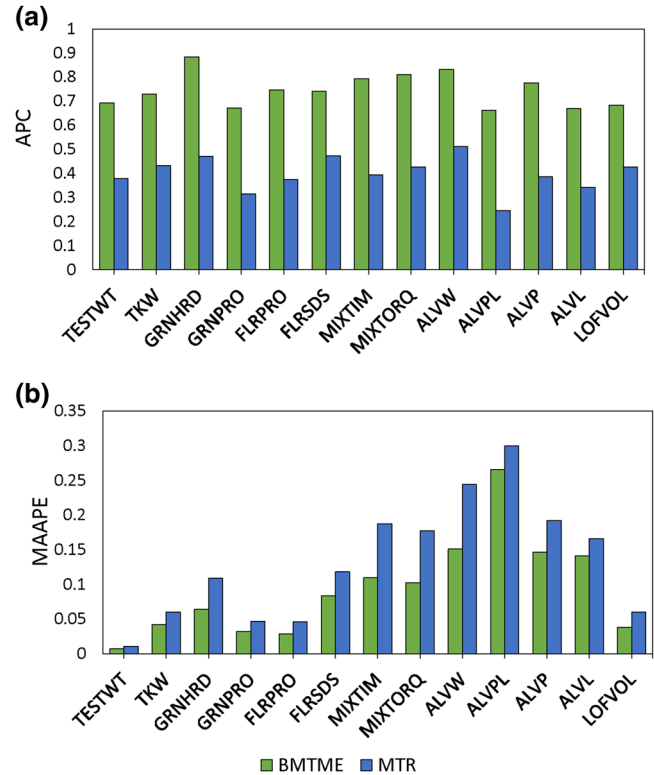 (a)
APC
1
0.9
0.8
0.7
0.6
0.5
0.4
0.3
0.2
0.1
0
TESTWT
TKW
GRNHRD
GRNPRO
FLRPRO
FLRSDS
MIXTIM
MIXTORQ
ALVW
ALVPL
ALVP
ALVL
LOFVOL
(b)
MAAPE
0.35
0.3
0.25
0.2
0.15
0.1
0.05
0
TESTWT
TKW
GRNHRD
GRNPRO
FLRPRO
FLRSDS
MIXTIM
MIXTORQ
ALVW
ALVPL
ALVP
ALVL
LOFVOL
BMTME MTR